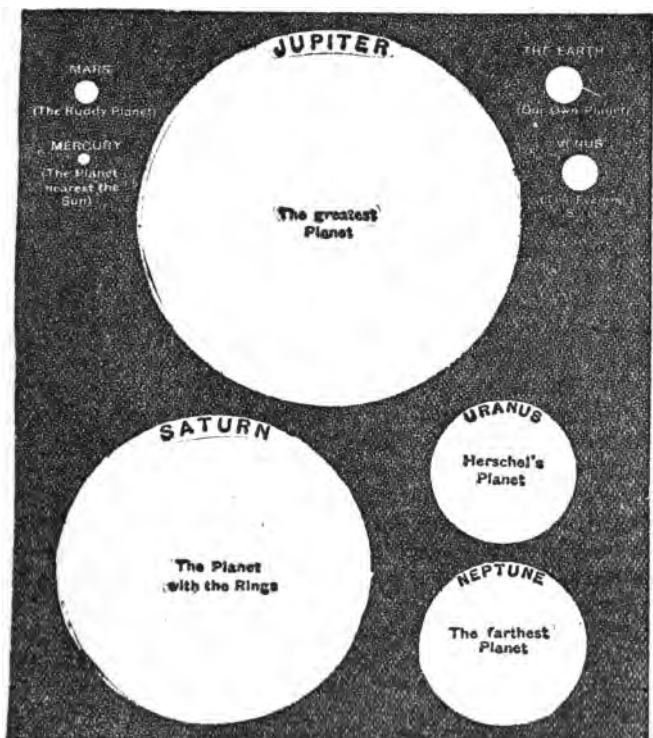 JUPITER
The greatest
Planet
MARS
(The Ruddy Planet)
MERCURY
(The Planet
nearest the
Sun)
THE EARTH
(Our Own Planet)
VENUS
SATURN
The Planet
with the Rings
URANUS
Herschel's
Planet
NEPTUNE
The farthest
Planet